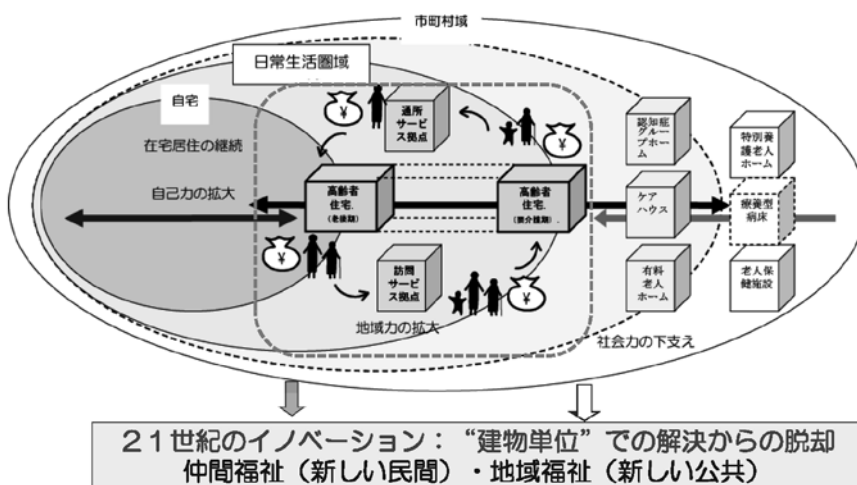 市町村域
日常生活圏域
自宅
在宅居住の継続
自己力の拡大
¥
通所
サービ
ス拠点
¥
高齢者
住宅.
(老後期)
高齢者
住宅.
(要介護期).
¥
訪問
サービ
ス拠点
¥
地域力の拡大
認知症
グルー
プホー
ム
ケア
ハウス
有料
老人
ホーム
特別養
護老人
ホーム
療養型
病床
老人保
健施設
社会力の下支え
21世紀のイノベーション:“建物単位”での解決からの脱却
仲間福祉(新しい民間)・地域福祉(新しい公共)